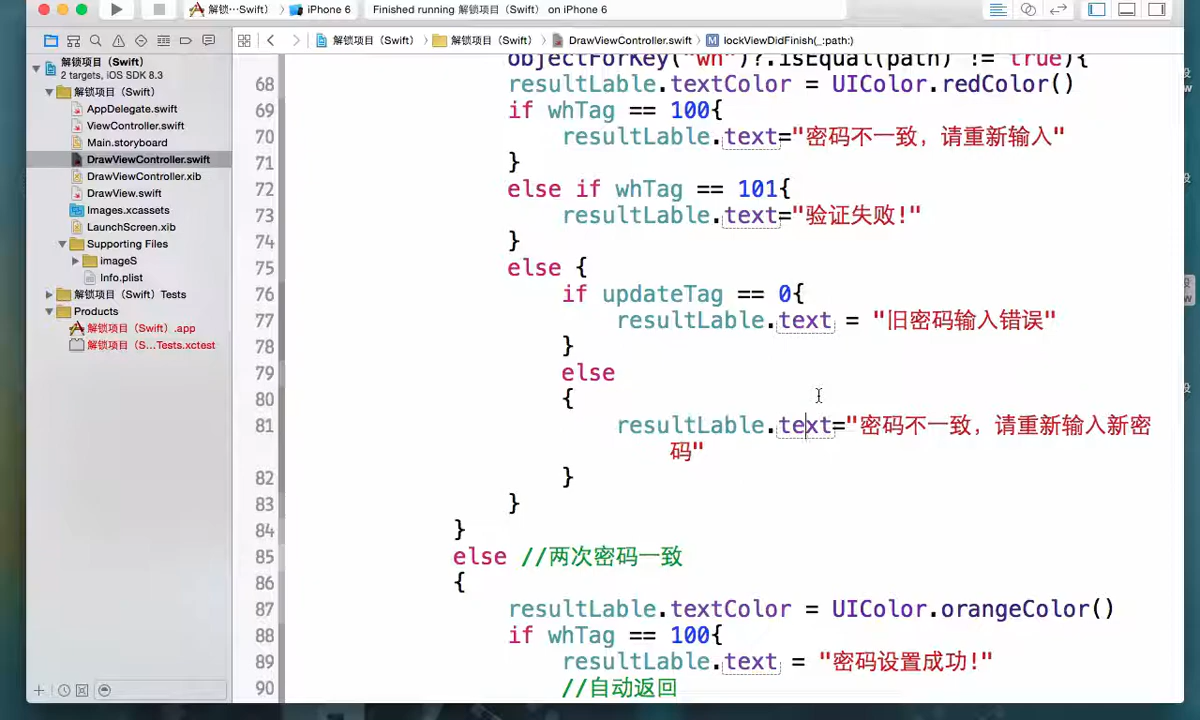 解锁…Swift） 〉 iPhone 6 Finished running 解锁项目（Swift） on iPhone 6
解锁项目（Swift） 〉 解锁项目（Swift） 〉 DrawViewController.swift 〉 M lockViewDidFinish(_:path:)
解锁项目（Swift）
2 targets, iOS SDK 8.3
解锁项目（Swift）
AppDelegate.swift
ViewController.swift
Main.storyboard
DrawViewController.swift
DrawViewController.xib
DrawView.swift
Images.xcassets
LaunchScreen.xib
Supporting Files
imageS
Info.plist
解锁项目（Swift）Tests
Products
解锁项目（Swift）.app
解锁项目（S…Tests.xctest
objectForKey("wh")?.isEqual(path) != true){
68 resultLable.textColor = UIColor.redColor()
69 if whTag == 100{
70 resultLable.text="密码不一致，请重新输入"
71 }
72 else if whTag == 101{
73 resultLable.text="验证失败!"
74 }
75 else {
76 if updateTag == 0{
77 resultLable.text = "旧密码输入错误"
78 }
79 else
80 {
81 resultLable.text="密码不一致，请重新输入新密
码"
82 }
83 }
84 }
85 else //两次密码一致
86 {
87 resultLable.textColor = UIColor.orangeColor()
88 if whTag == 100{
89 resultLable.text = "密码设置成功!"
90 //自动返回